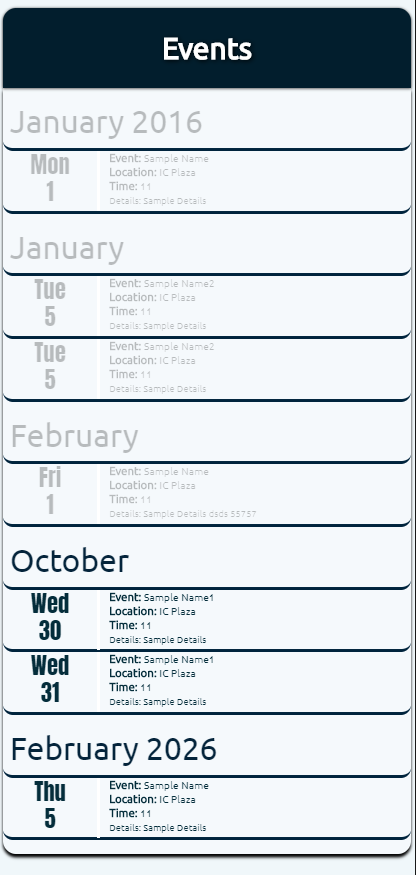 Events
January 2016
Mon
1
Event: Sample Name
Location: IC Plaza
Time: 11
Details: Sample Details
January
Tue
5
Event: Sample Name2
Location: IC Plaza
Time: 11
Details: Sample Details
Tue
5
Event: Sample Name2
Location: IC Plaza
Time: 11
Details: Sample Details
February
Fri
1
Event: Sample Name
Location: IC Plaza
Time: 11
Details: Sample Details dsds 55757
October
Wed
30
Event: Sample Name1
Location: IC Plaza
Time: 11
Details: Sample Details
Wed
31
Event: Sample Name1
Location: IC Plaza
Time: 11
Details: Sample Details
February 2026
Thu
5
Event: Sample Name
Location: IC Plaza
Time: 11
Details: Sample Details